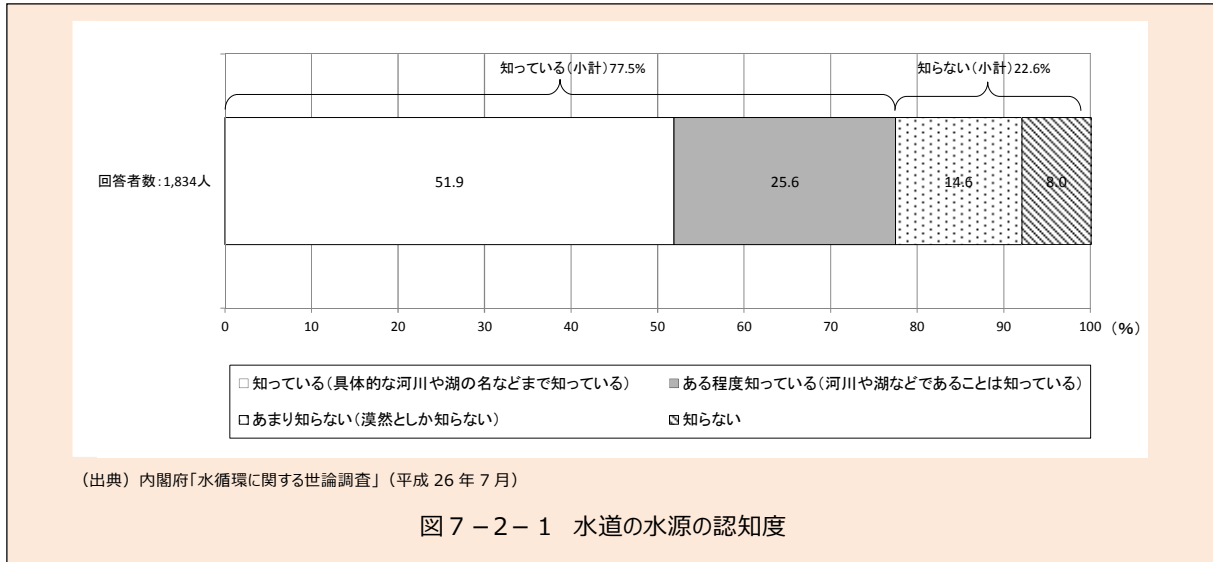 知っている(小計)77.5%
知らない(小計)22.6%
回答者数:1,834人
51.9
25.6
14.6
8.0
0 10 20 30 40 50 60 70 80 90 100 (%)
知っている(具体的な河川や湖の名などまで知っている)
ある程度知っている(河川や湖などであることは知っている)
あまり知らない(漠然としか知らない)
知らない
(出典) 内閣府「水循環に関する世論調査」(平成 26 年 7 月)
図7-2-1 水道の水源の認知度